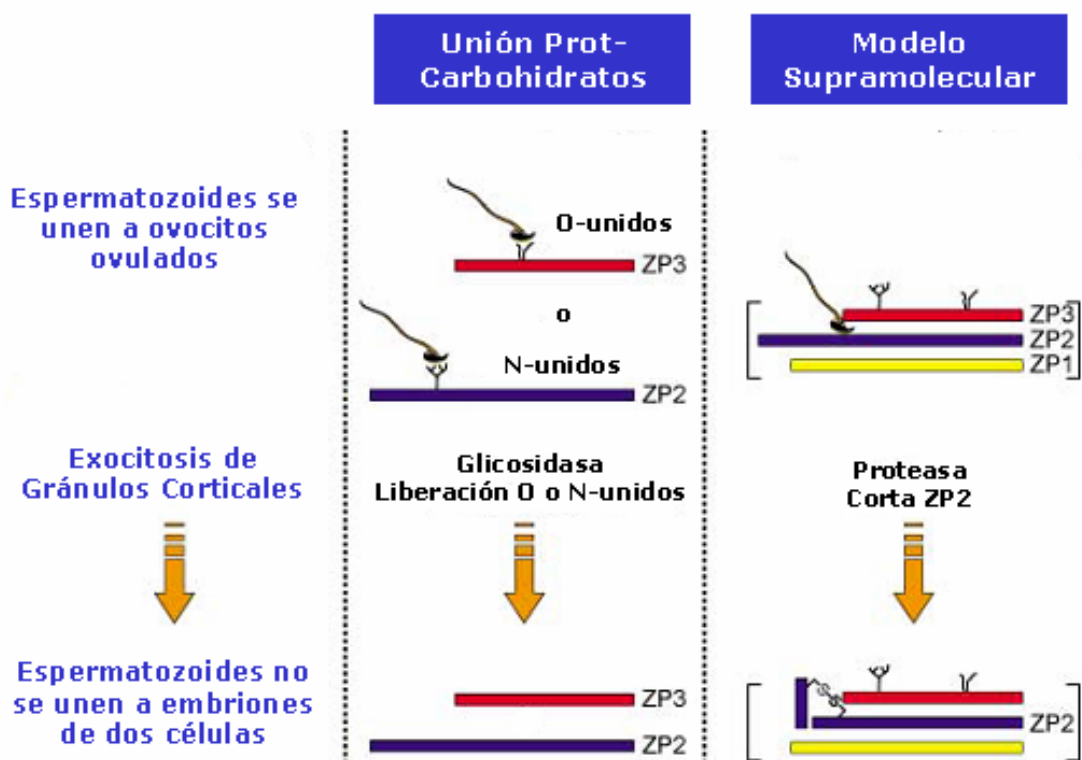 Unión Prot-
Carbohidratos
Modelo
Supramolecular
Espermatozoides se
unen a ovocitos
ovulados
O-unidos
ZP3
o
N-unidos
ZP2
ZP3
ZP2
ZP1
Exocitosis de
Gránulos Corticales
Glicosidasa
Liberación O o N-unidos
Proteasa
Corta ZP2
Espermatozoides no
se unen a embriones
de dos células
ZP3
ZP2
ZP2